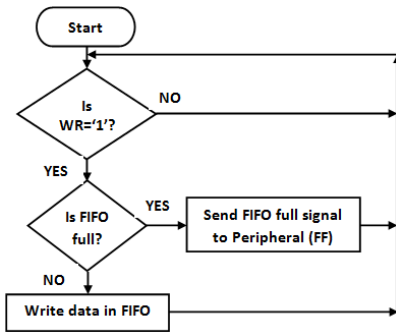 Start
Is
WR='1'?
NO
YES
Is FIFO
full?
YES
Send FIFO full signal
to Peripheral (FF)
NO
Write data in FIFO